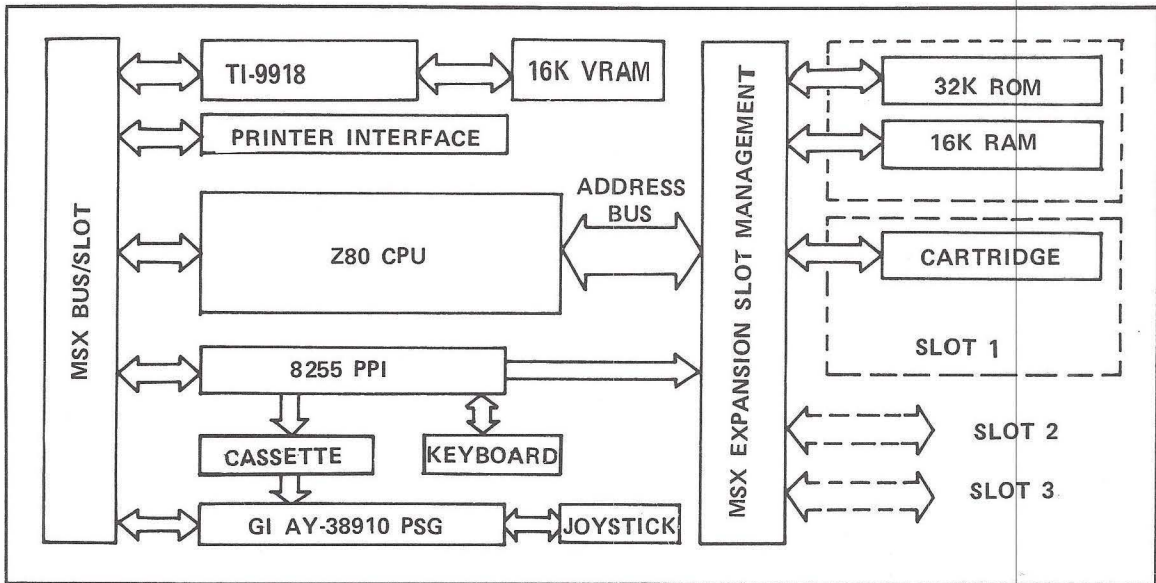 MSX BUS/SLOT
TI-9918
16K VRAM
PRINTER INTERFACE
Z80 CPU
ADDRESS
BUS
8255 PPI
CASSETTE
KEYBOARD
GI AY-38910 PSG
JOYSTICK
MSX EXPANSION SLOT MANAGEMENT
32K ROM
16K RAM
CARTRIDGE
SLOT 1
SLOT 2
SLOT 3